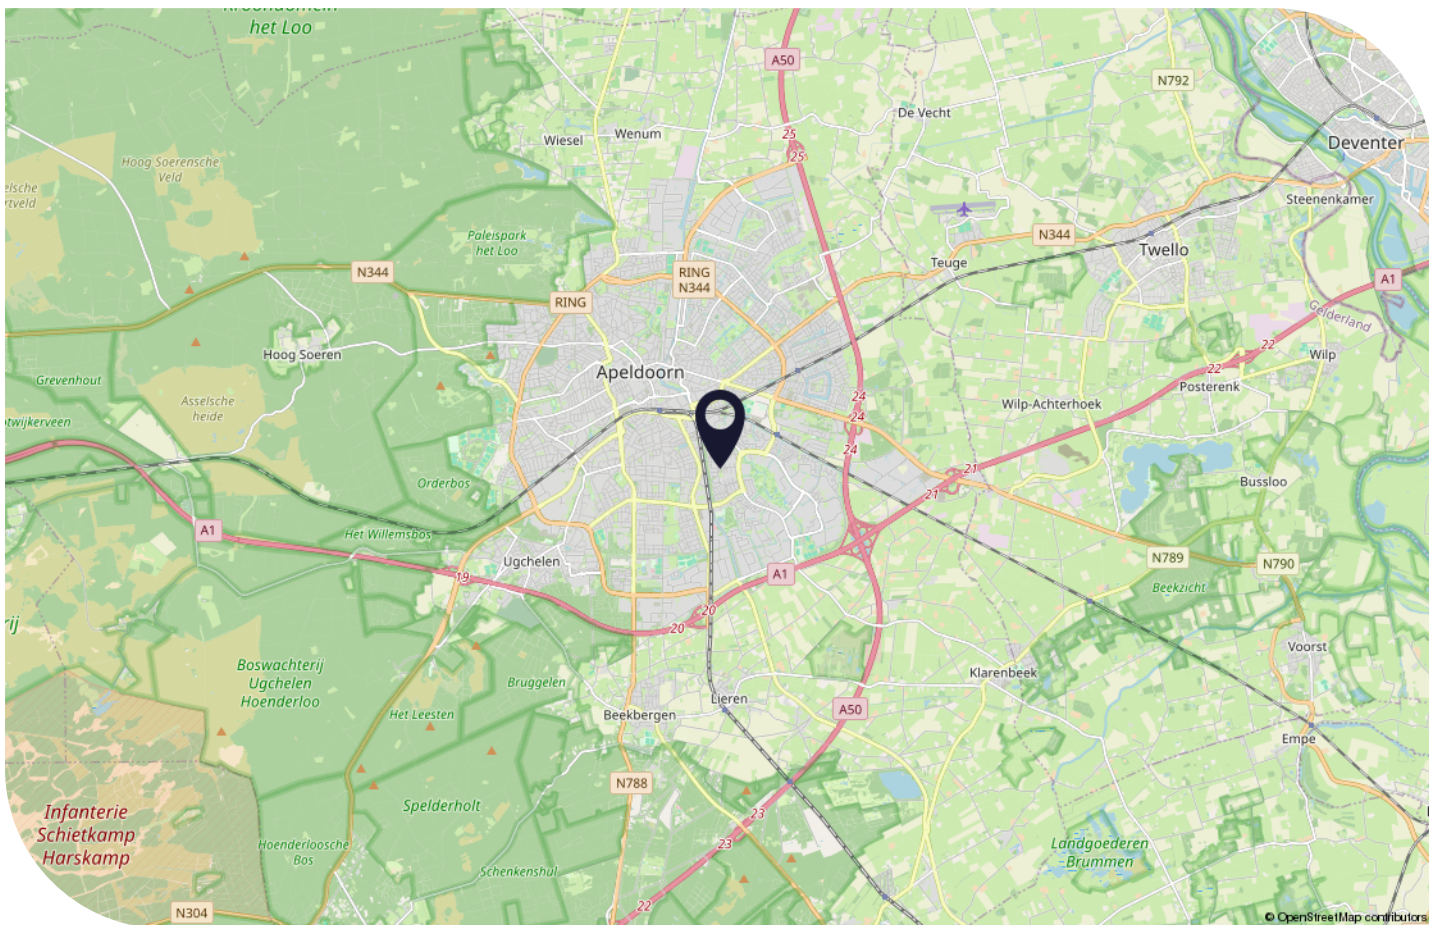 het Loo
A50
N792
De Vecht
25
Wenum
Wiesel
25
Deventer
Hoog Soerensche
Veld
Steenenkamer
Paleispark
het Loo
N344
Twello
N344
Teuge
RING
N344
A1
RING
Gelderland
22
Hoog Soeren
Wilp
22
Apeldoorn
Grevenhout
Posterenk
Asselsche
heide
24
Wilp-Achterhoek
24
otwijkerveen
24
21
Orderbos
Bussloo
21
A1
Het Willemsbos
Ugchelen
N789
N790
19
A1
Beekzicht
20
20
rij
Voorst
Boswachterij
Ugchelen
Hoenderloo
Klarenbeek
Bruggelen
Lieren
Het Leesten
Beekbergen
A50
Empe
N788
Infanterie
Schietkamp
Harskamp
Spelderholt
23
23
Hoenderloosche
Bos
Landgoederen
Brummen
Schenkenshul
22
N304
© OpenStreetMap contributors